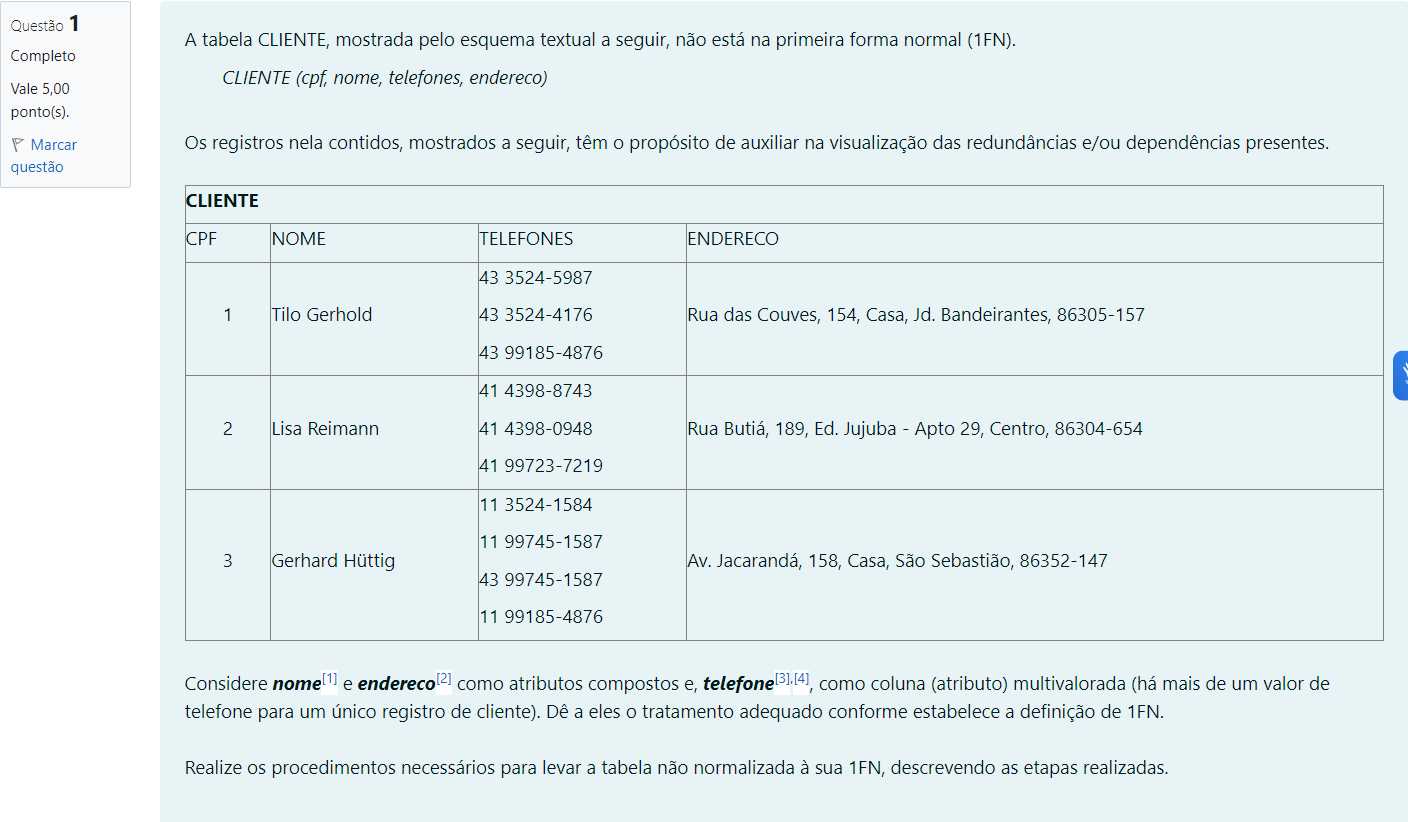 Questão 1
Completo
Vale 5,00
ponto(s).
Marcar
questão
A tabela CLIENTE, mostrada pelo esquema textual a seguir, não está na primeira forma normal (1FN).
CLIENTE (cpf, nome, telefones, endereco)
Os registros nela contidos, mostrados a seguir, têm o propósito de auxiliar na visualização das redundâncias e/ou dependências presentes.
CLIENTE
CPF NOME TELEFONES ENDERECO
43 3524-5987
1 Tilo Gerhold 43 3524-4176 Rua das Couves, 154, Casa, Jd. Bandeirantes, 86305-157
43 99185-4876
41 4398-8743
2 Lisa Reimann 41 4398-0948 Rua Butiá, 189, Ed. Jujuba - Apto 29, Centro, 86304-654
41 99723-7219
11 3524-1584
11 99745-1587
3 Gerhard Hüttig Av. Jacarandá, 158, Casa, São Sebastião, 86352-147
43 99745-1587
11 99185-4876
Considere nome[1] e endereco[2] como atributos compostos e, telefone[3],[4], como coluna (atributo) multivalorada (há mais de um valor de
telefone para um único registro de cliente). Dê a eles o tratamento adequado conforme estabelece a definição de 1FN.
Realize os procedimentos necessários para levar a tabela não normalizada à sua 1FN, descrevendo as etapas realizadas.